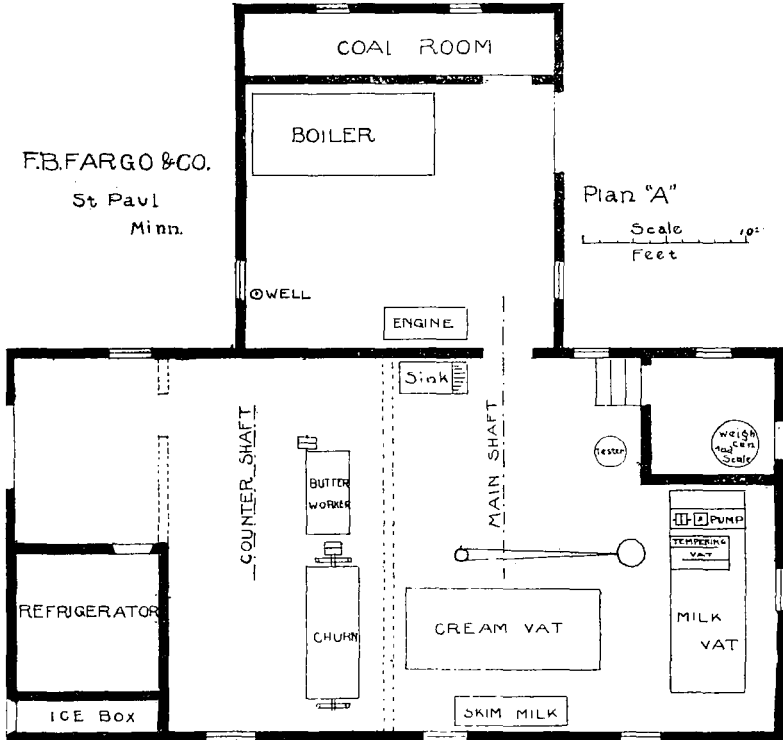 COAL ROOM
BOILER
F.B. FARGO & CO.
St Paul
Minn.
Plan "A"
Scale
10
Feet
WELL
ENGINE
Sink
COUNTER SHAFT
MAIN SHAFT
Tester
Weigh
Can
and
Scale
BUTTER
WORKER
PUMP
TEMPERING
VAT
REFRIGERATOR
CHURN
CREAM VAT
MILK
VAT
ICE BOX
SKIM MILK